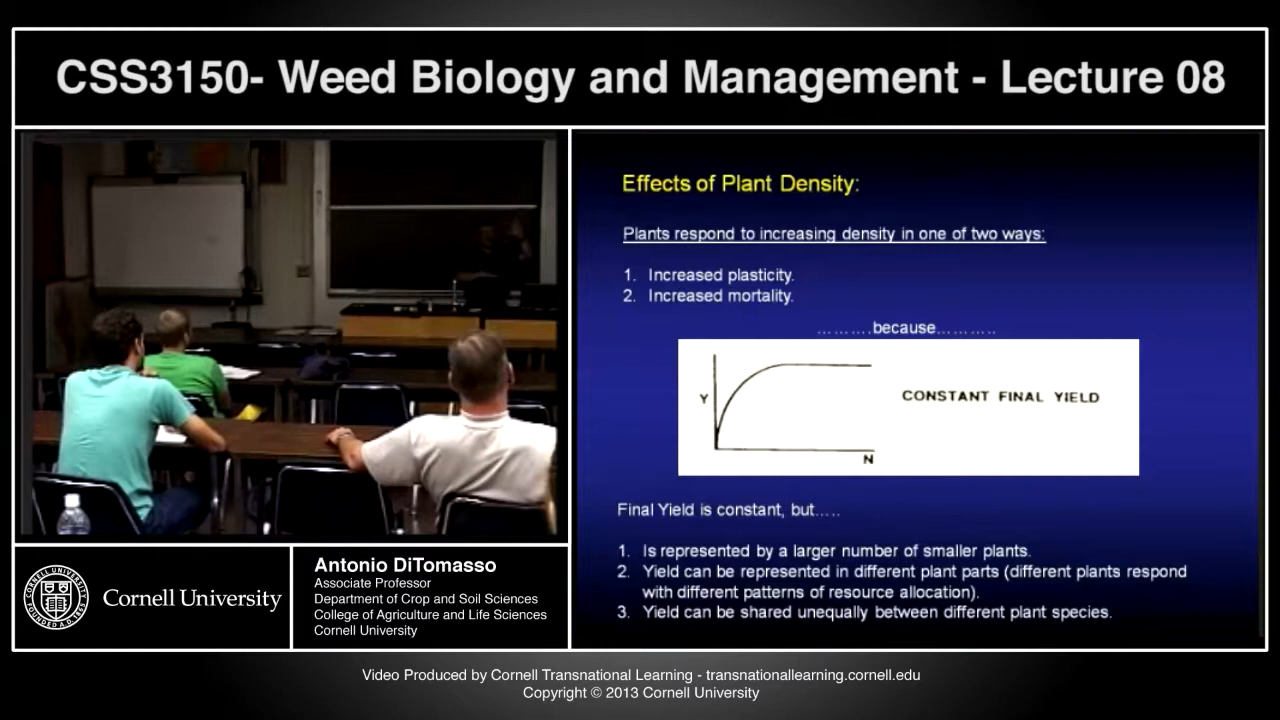 CSS3150- Weed Biology and Management - Lecture 08
Effects of Plant Density:
Plants respond to increasing density in one of two ways:
1. Increased plasticity.
2. Increased mortality.
……….because………..
Y
CONSTANT FINAL YIELD
N
Final Yield is constant, but…..
1. Is represented by a larger number of smaller plants.
2. Yield can be represented in different plant parts (different plants respond
with different patterns of resource allocation).
3. Yield can be shared unequally between different plant species.
Cornell University
Antonio DiTomasso
Associate Professor
Department of Crop and Soil Sciences
College of Agriculture and Life Sciences
Cornell University
Video Produced by Cornell Transnational Learning - transnationallearning.cornell.edu
Copyright © 2013 Cornell University